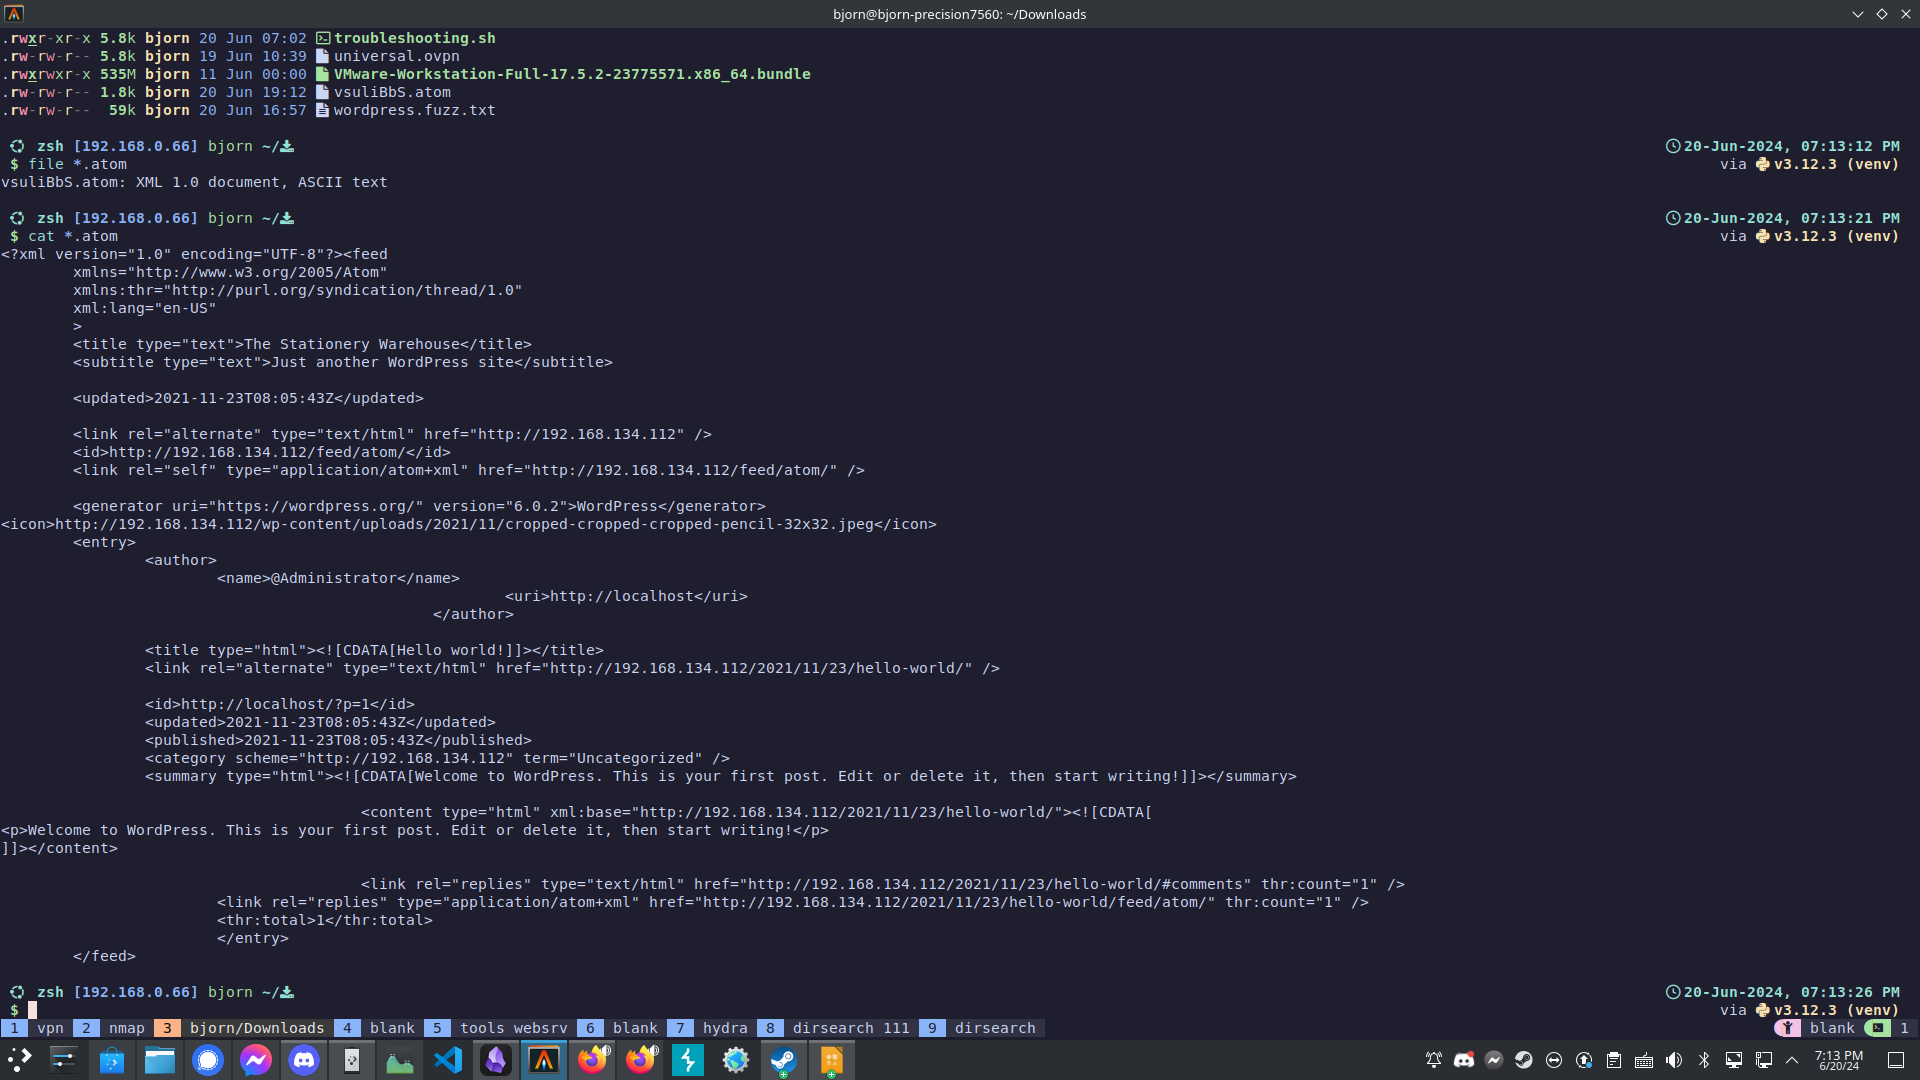 bjorn@bjorn-precision7560: ~/Downloads
.rwxr-xr-x 5.8k bjorn 20 Jun 07:02 troubleshooting.sh
.rw-rw-r-- 5.8k bjorn 19 Jun 10:39 universal.ovpn
.rwxrwxr-x 535M bjorn 11 Jun 00:00 VMware-Workstation-Full-17.5.2-23775571.x86_64.bundle
.rw-rw-r-- 1.8k bjorn 20 Jun 19:12 vsuliBbS.atom
.rw-rw-r-- 59k bjorn 20 Jun 16:57 wordpress.fuzz.txt
zsh [192.168.0.66] bjorn ~/ 20-Jun-2024, 07:13:12 PM
$ file *.atom via v3.12.3 (venv)
vsuliBbS.atom: XML 1.0 document, ASCII text
zsh [192.168.0.66] bjorn ~/ 20-Jun-2024, 07:13:21 PM
$ cat *.atom via v3.12.3 (venv)
<?xml version="1.0" encoding="UTF-8"?><feed
xmlns="http://www.w3.org/2005/Atom"
xmlns:thr="http://purl.org/syndication/thread/1.0"
xml:lang="en-US"
>
<title type="text">The Stationery Warehouse</title>
<subtitle type="text">Just another WordPress site</subtitle>
<updated>2021-11-23T08:05:43Z</updated>
<link rel="alternate" type="text/html" href="http://192.168.134.112" />
<id>http://192.168.134.112/feed/atom/</id>
<link rel="self" type="application/atom+xml" href="http://192.168.134.112/feed/atom/" />
<generator uri="https://wordpress.org/" version="6.0.2">WordPress</generator>
<icon>http://192.168.134.112/wp-content/uploads/2021/11/cropped-cropped-cropped-pencil-32x32.jpeg</icon>
<entry>
<author>
<name>@Administrator</name>
<uri>http://localhost</uri>
</author>
<title type="html"><![CDATA[Hello world!]]></title>
<link rel="alternate" type="text/html" href="http://192.168.134.112/2021/11/23/hello-world/" />
<id>http://localhost/?p=1</id>
<updated>2021-11-23T08:05:43Z</updated>
<published>2021-11-23T08:05:43Z</published>
<category scheme="http://192.168.134.112" term="Uncategorized" />
<summary type="html"><![CDATA[Welcome to WordPress. This is your first post. Edit or delete it, then start writing!]]></summary>
<content type="html" xml:base="http://192.168.134.112/2021/11/23/hello-world/"><![CDATA[
<p>Welcome to WordPress. This is your first post. Edit or delete it, then start writing!</p>
]]></content>
<link rel="replies" type="text/html" href="http://192.168.134.112/2021/11/23/hello-world/#comments" thr:count="1" />
<link rel="replies" type="application/atom+xml" href="http://192.168.134.112/2021/11/23/hello-world/feed/atom/" thr:count="1" />
<thr:total>1</thr:total>
</entry>
</feed>
zsh [192.168.0.66] bjorn ~/ 20-Jun-2024, 07:13:26 PM
$ via v3.12.3 (venv)
1 vpn 2 nmap 3 bjorn/Downloads 4 blank 5 tools websrv 6 blank 7 hydra 8 dirsearch 111 9 dirsearch blank 1
7:13 PM
6/20/24